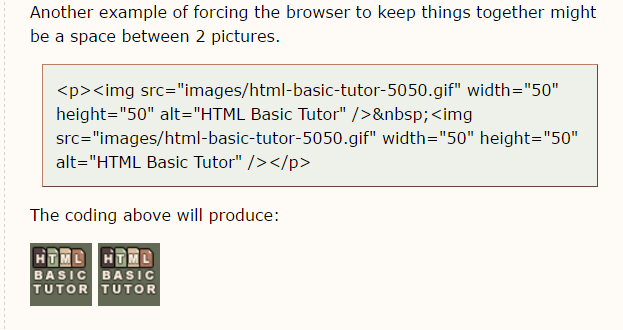 Another example of forcing the browser to keep things together might
be a space between 2 pictures.
<p><img src="images/html-basic-tutor-5050.gif" width="50"
height="50" alt="HTML Basic Tutor" />&nbsp;<img
src="images/html-basic-tutor-5050.gif" width="50" height="50"
alt="HTML Basic Tutor" /></p>
The coding above will produce:
HTML HTML
BASIC BASIC
TUTOR TUTOR